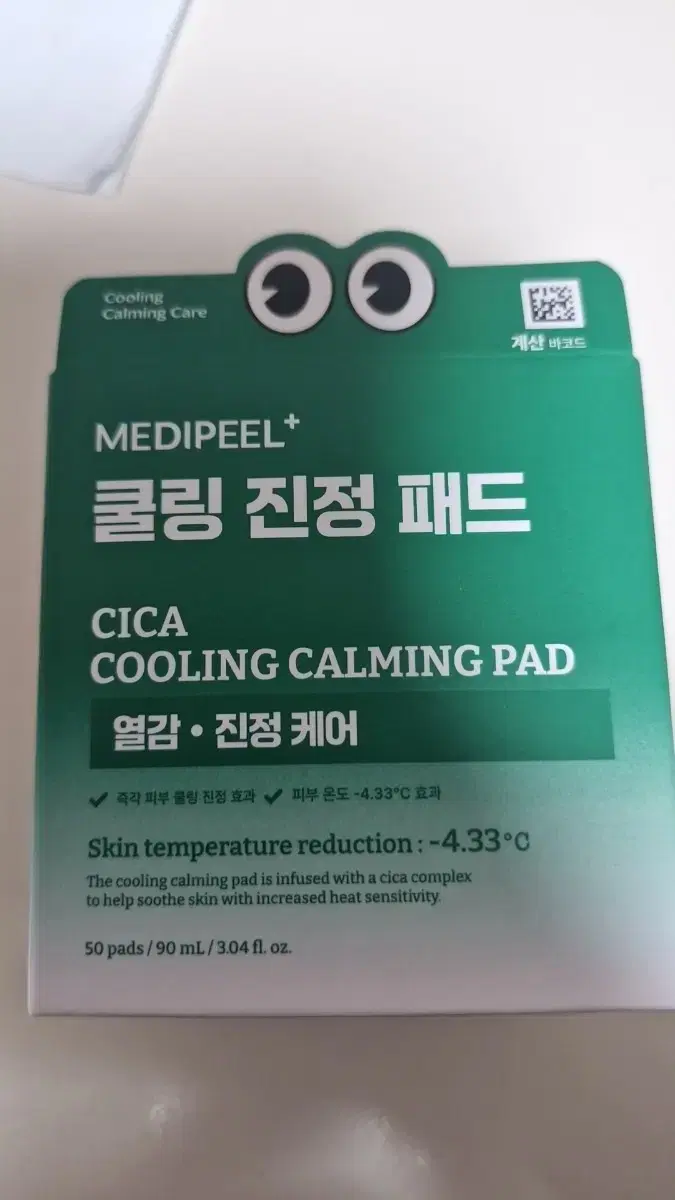 Cooling
Calming Care
계산 바코드
MEDIPEEL+
쿨링 진정 패드
CICA
COOLING CALMING PAD
열감 • 진정 케어
✔ 즉각 피부 쿨링 진정 효과 ✔ 피부 온도 -4.33°C 효과
Skin temperature reduction : -4.33°C
The cooling calming pad is infused with a cica complex
to help soothe skin with increased heat sensitivity.
50 pads / 90 mL / 3.04 fl. oz.